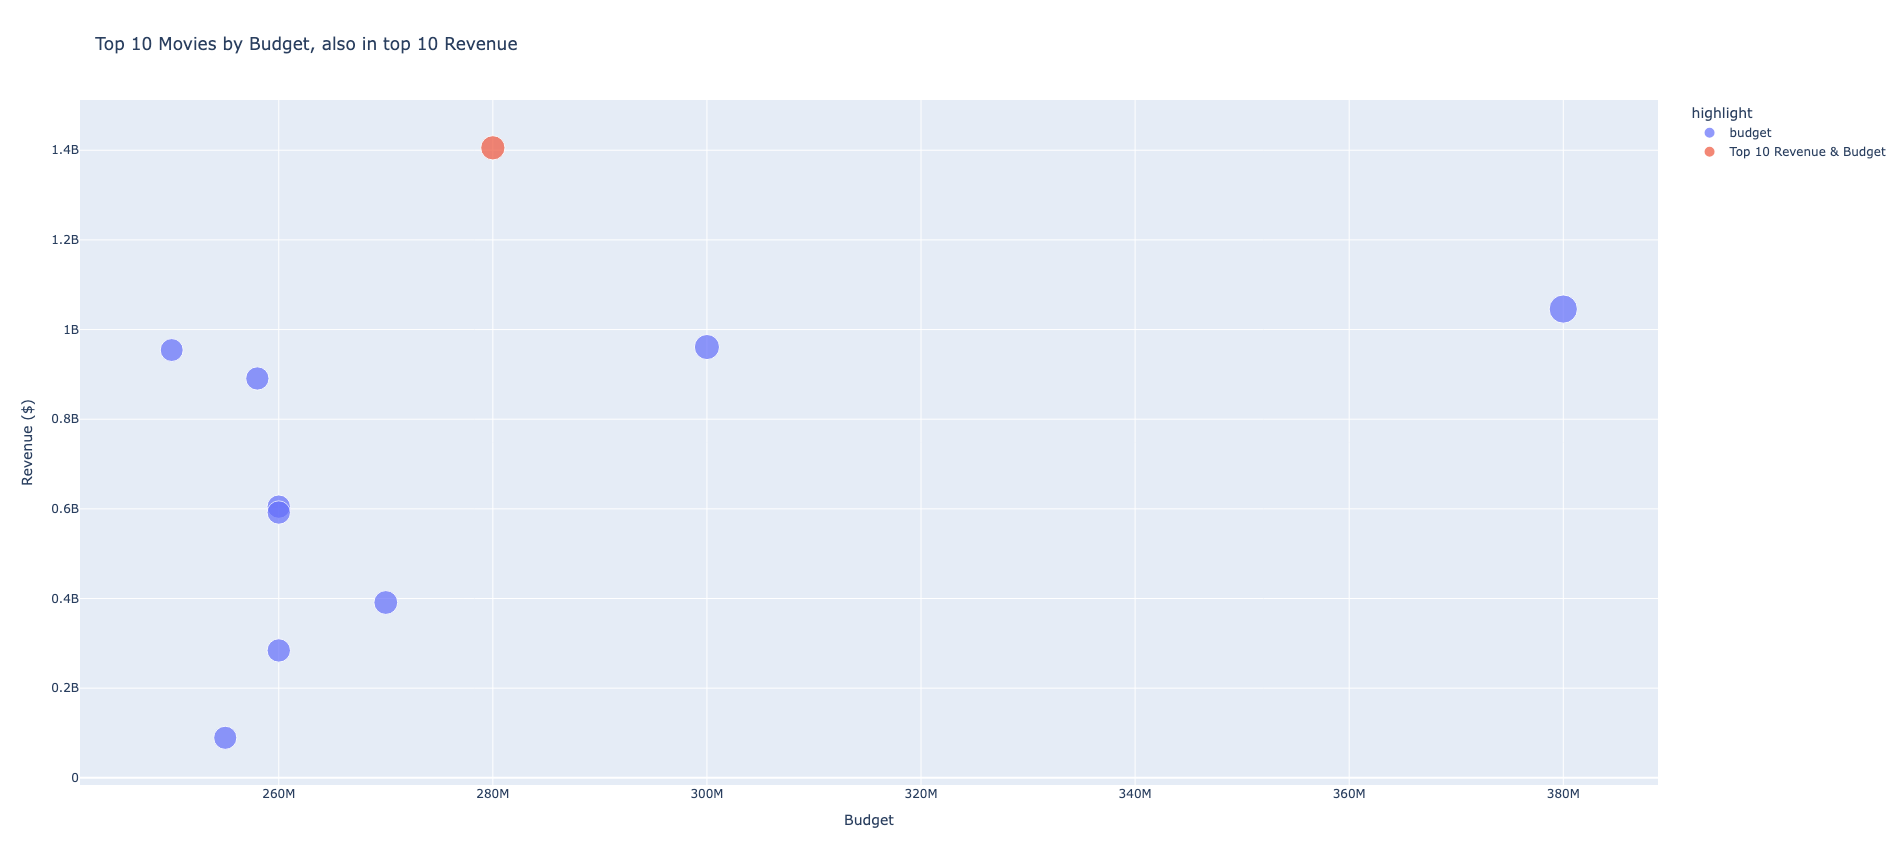 Top 10 Movies by Budget, also in top 10 Revenue
highlight
budget
Top 10 Revenue & Budget
1.4B
1.2B
1B
0.8B
0.6B
0.4B
0.2B
0
Revenue ($)
260M 280M 300M 320M 340M 360M 380M
Budget